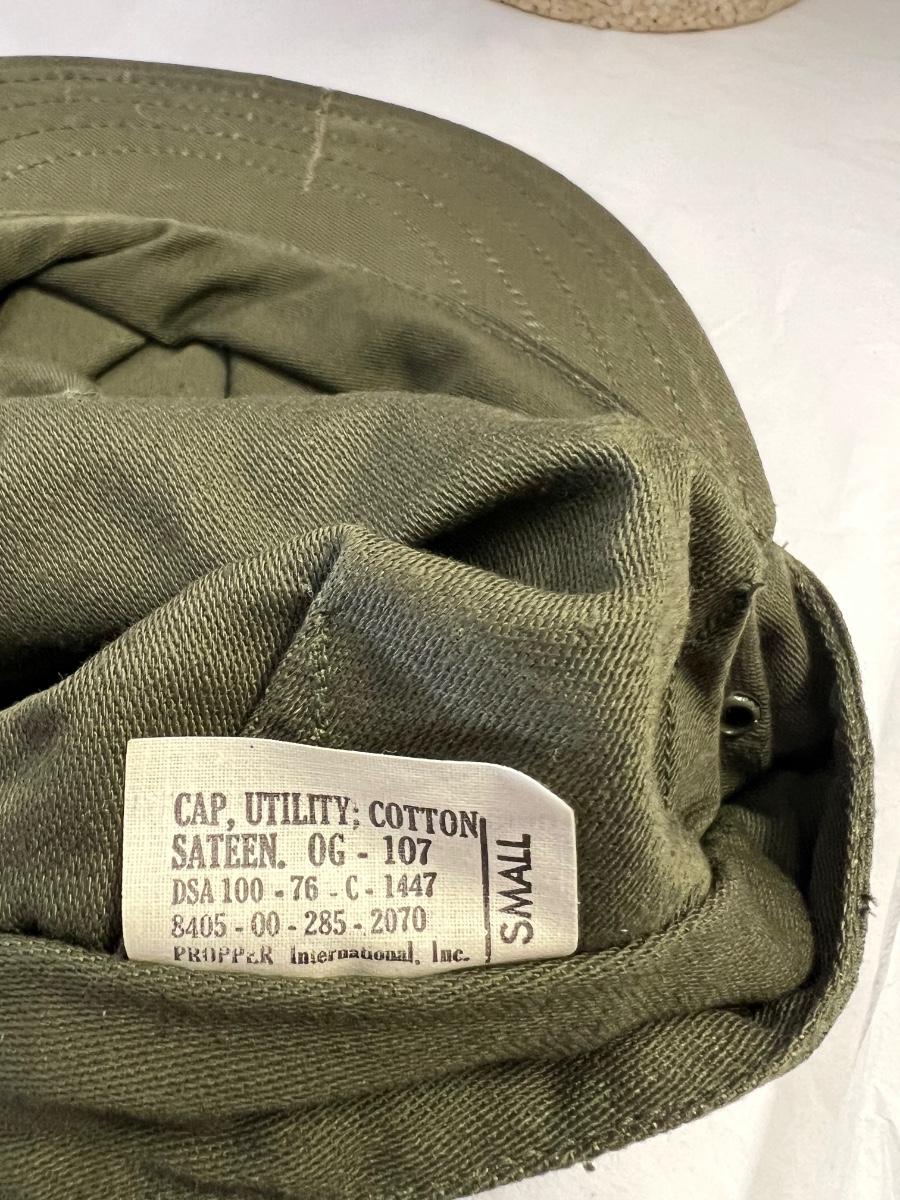 CAP, UTILITY; COTTON
SATEEN. OG - 107
DSA 100 - 76 - C - 1447
8405 - 00 - 285 - 2070
PROPPER International, Inc.
SMALL